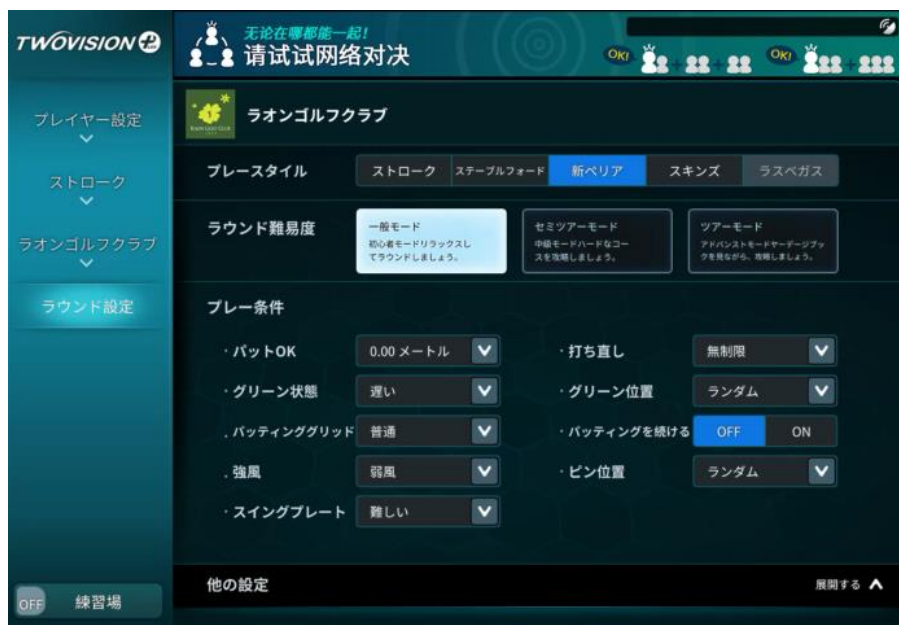 TWOVISION
无论在哪都能一起!
请试试网络对决
OK!
OK!
プレイヤー設定
ストローク
ラオンゴルフクラブ
ラウンド設定
OFF 練習場
ラオンゴルフクラブ
プレースタイル ストローク ステーブルフォード 新ペリア スキンズ ラスベガス
ラウンド難易度
一般モード
初心者モードリラックスし
てラウンドしましょう。
セミツアーモード
中級モードハードなコー
スを攻略しましょう。
ツアーモード
アドバンストモードヤーデージブッ
クを見ながら、攻略しましょう。
プレー条件
· パットOK 0.00 メートル · 打ち直し 無制限
· グリーン状態 遅い · グリーン位置 ランダム
. パッティンググリッド 普通 · パッティングを続ける OFF ON
. 強風 弱風 · ピン位置 ランダム
· スイングプレート 難しい
他の設定 展開する